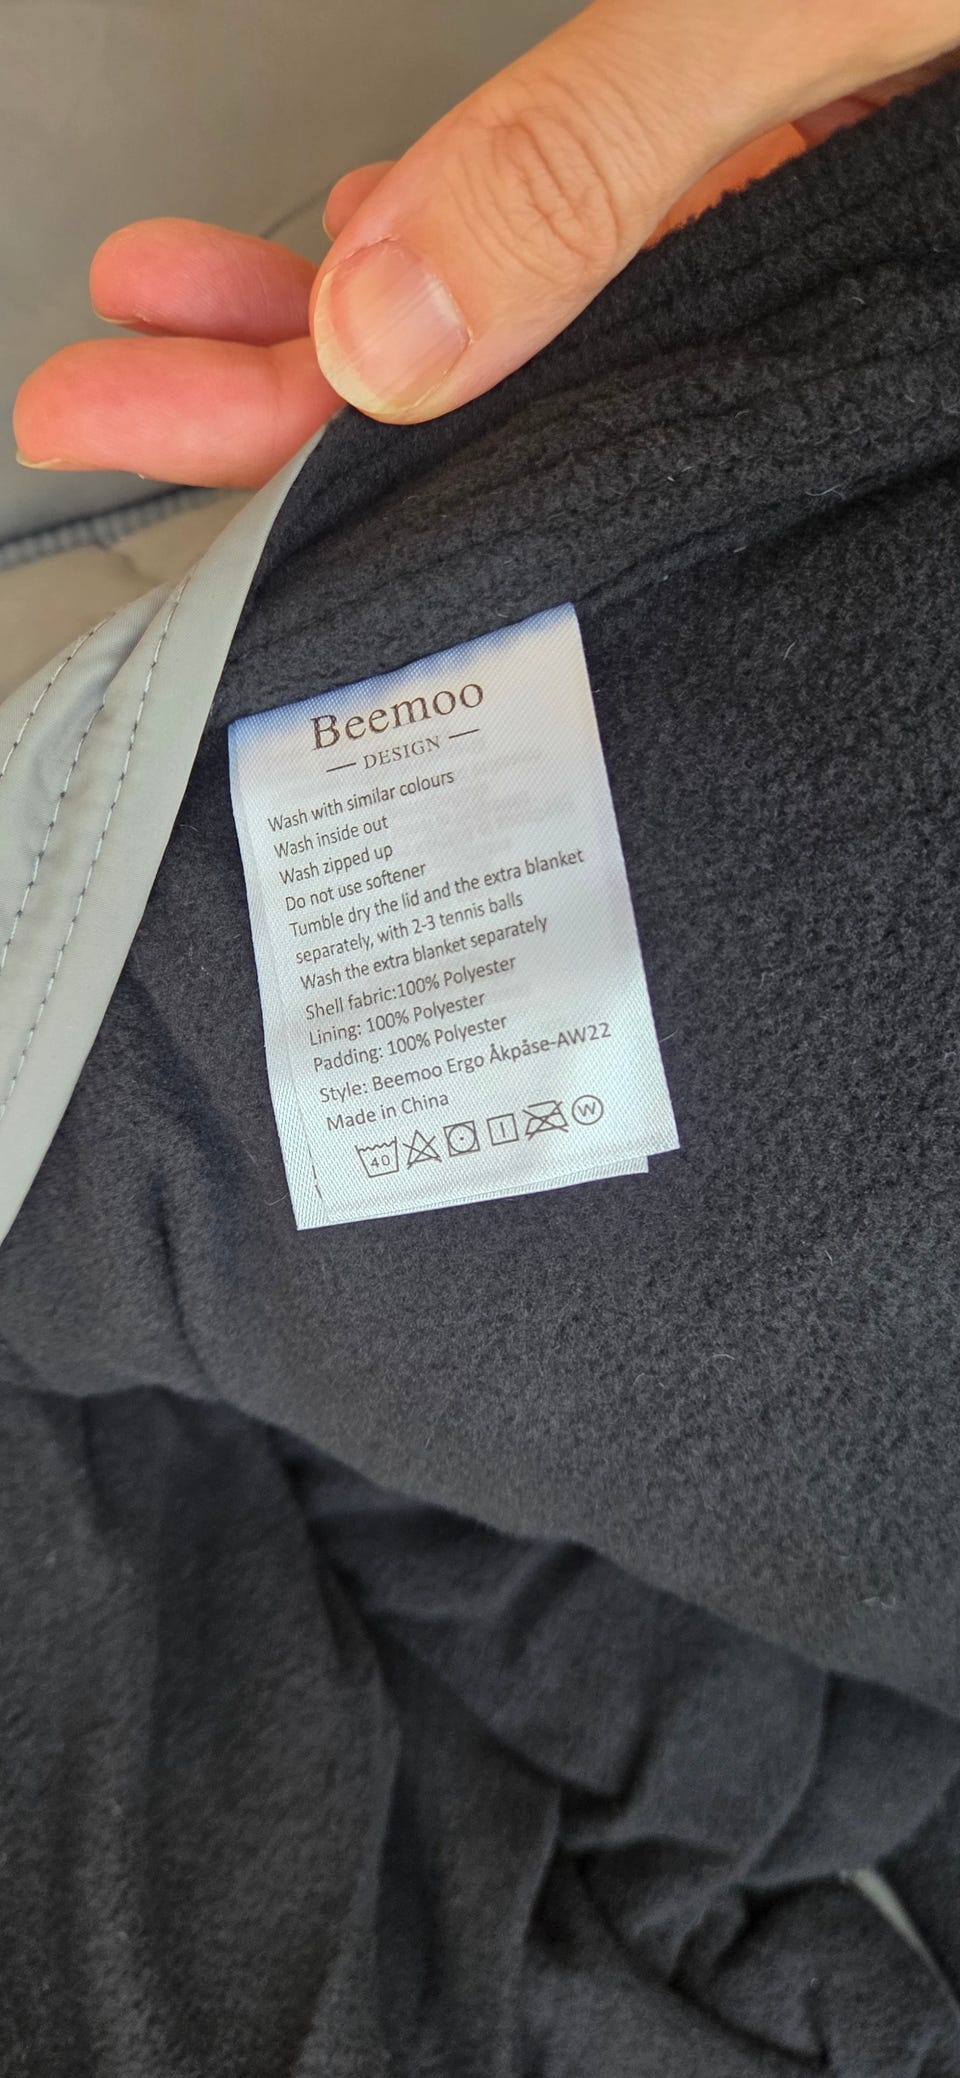 Beemoo
DESIGN
Wash with similar colours
Wash inside out
Wash zipped up
Do not use softener
Tumble dry the lid and the extra blanket
separately, with 2-3 tennis balls
Wash the extra blanket separately
Shell fabric:100% Polyester
Lining: 100% Polyester
Padding: 100% Polyester
Style: Beemoo Ergo Åkpåse-AW22
Made in China
40 W